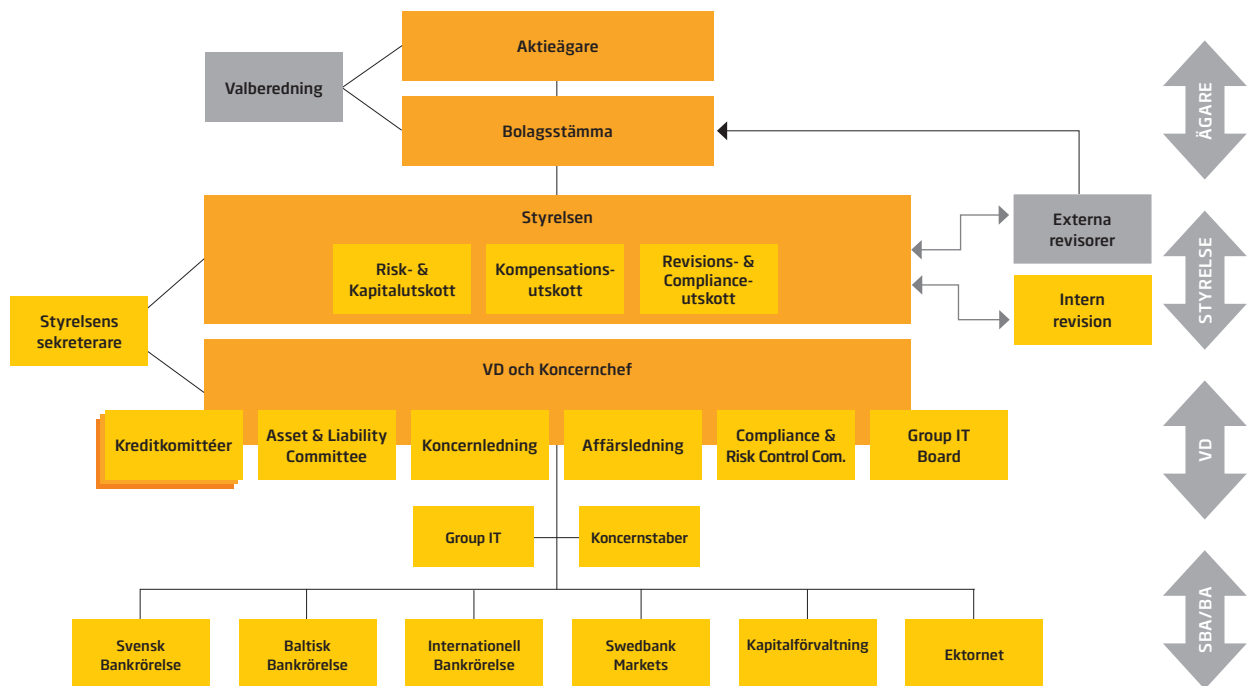 Aktieägare
Valberedning
Bolagsstämma
ÄGARE
Styrelsen
Risk- &
Kapitalutskott
Kompensations-
utskott
Revisions- &
Compliance-
utskott
Externa
revisorer
Intern
revision
STYRELSE
Styrelsens
sekreterare
VD och Koncernchef
Kreditkomittéer
Asset & Liability
Committee
Koncernledning
Affärsledning
Compliance &
Risk Control Com.
Group IT
Board
VD
Group IT
Koncernstaber
Svensk
Bankrörelse
Baltisk
Bankrörelse
Internationell
Bankrörelse
Swedbank
Markets
Kapitalförvaltning
Ektornet
SBA/BA